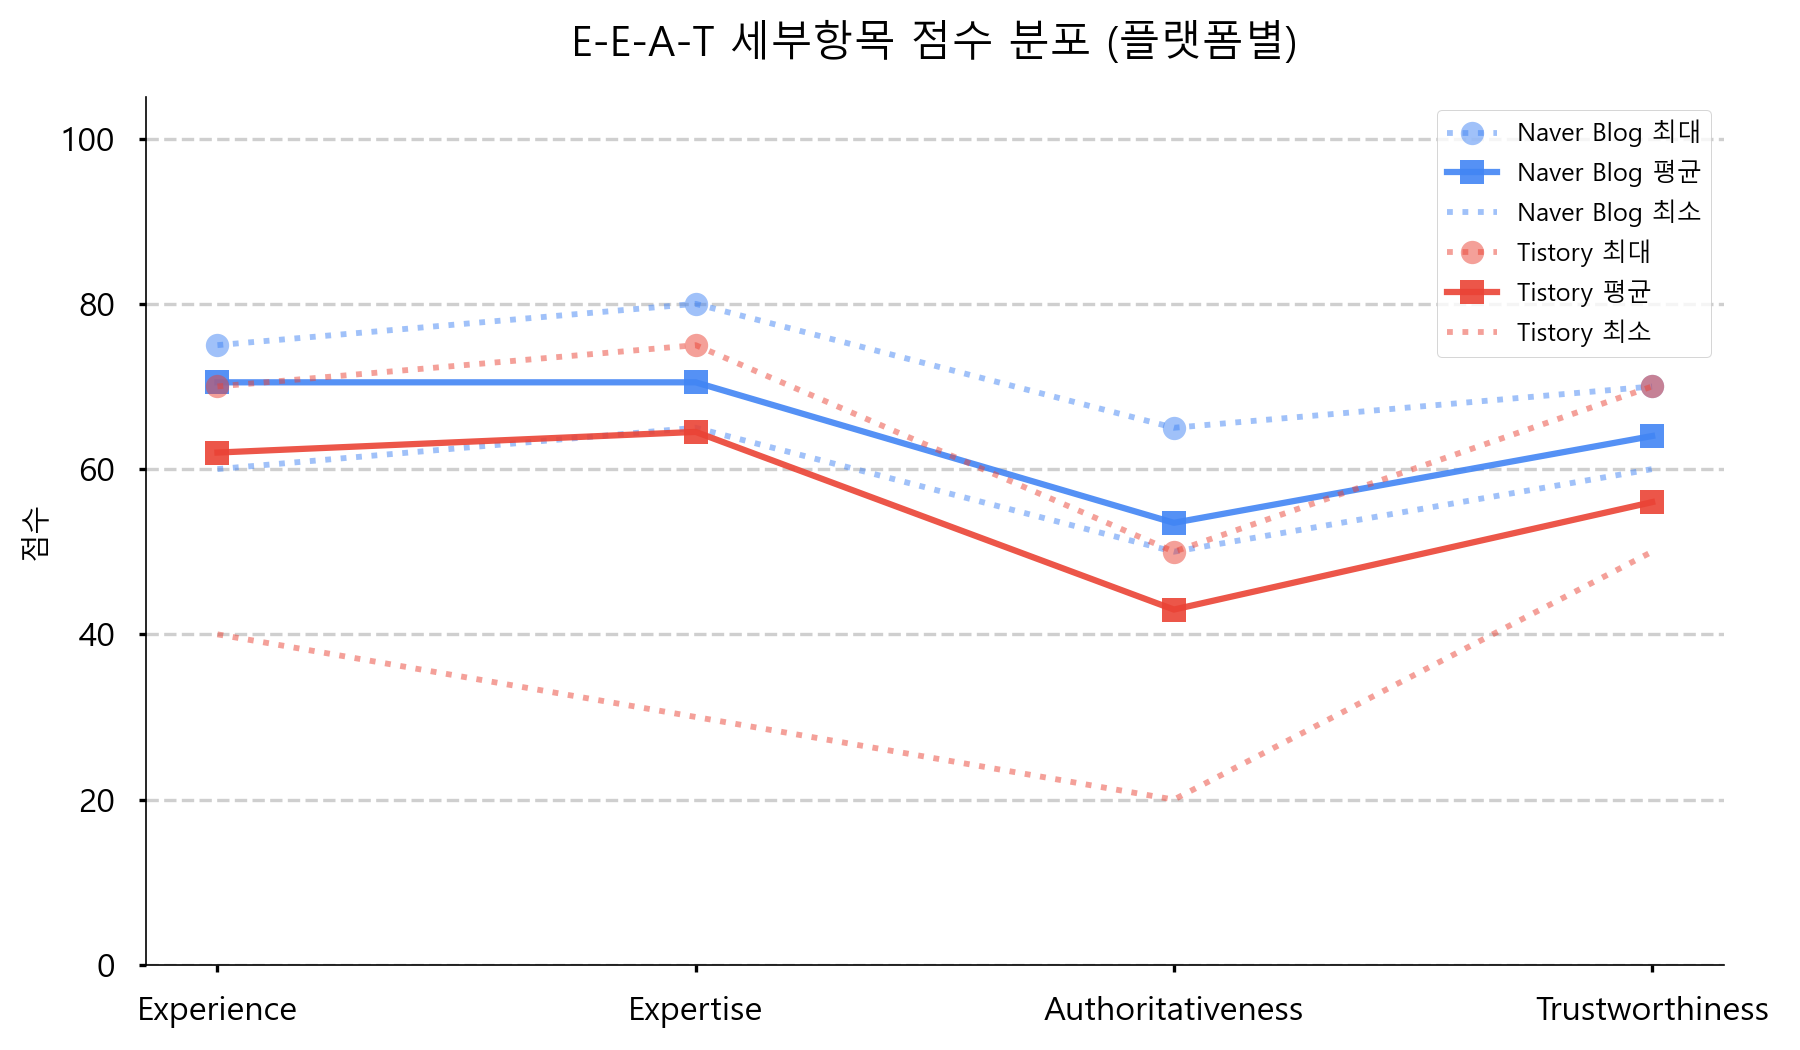 E-E-A-T 세부항목 점수 분포 (플랫폼별)
점수
100
80
60
40
20
0
Naver Blog 최대
Naver Blog 평균
Naver Blog 최소
Tistory 최대
Tistory 평균
Tistory 최소
Experience
Expertise
Authoritativeness
Trustworthiness